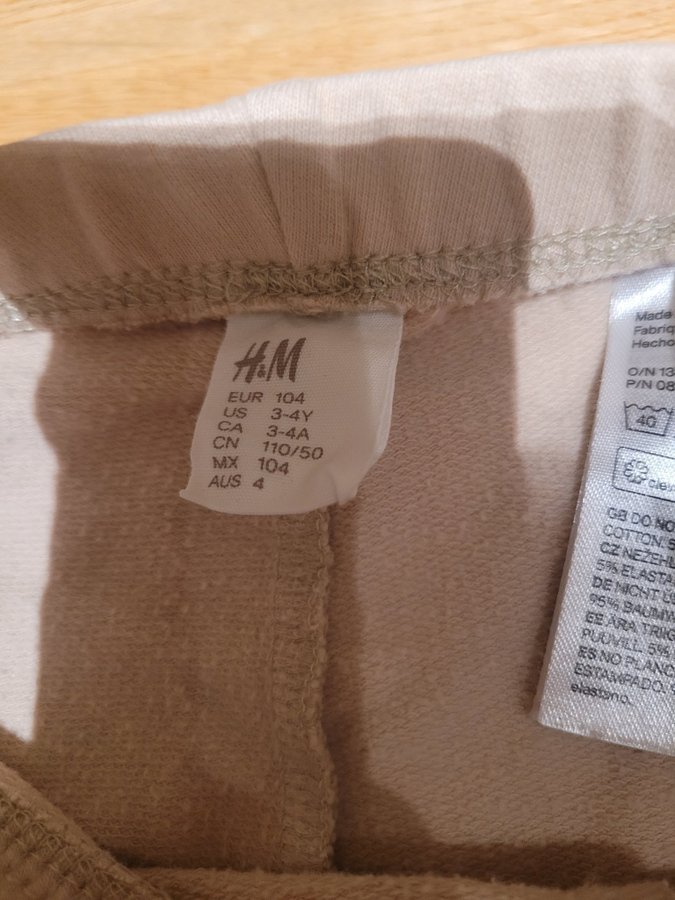 H&M
EUR 104
US 3-4Y
CA 3-4A
CN 110/50
MX 104
AUS 4
Made
Fabriq
Hecho
O/N 13
P/N 08
40
clev
GB DO NO
COTTON. 5
CZ NEŽEHL
5% ELASTA
DE NICHT Ü
95% BAUMW
EE ÄRA TRIIG
PUUVILL. 5%
ES NO PLANC
ESTAMPADO.
elastano.